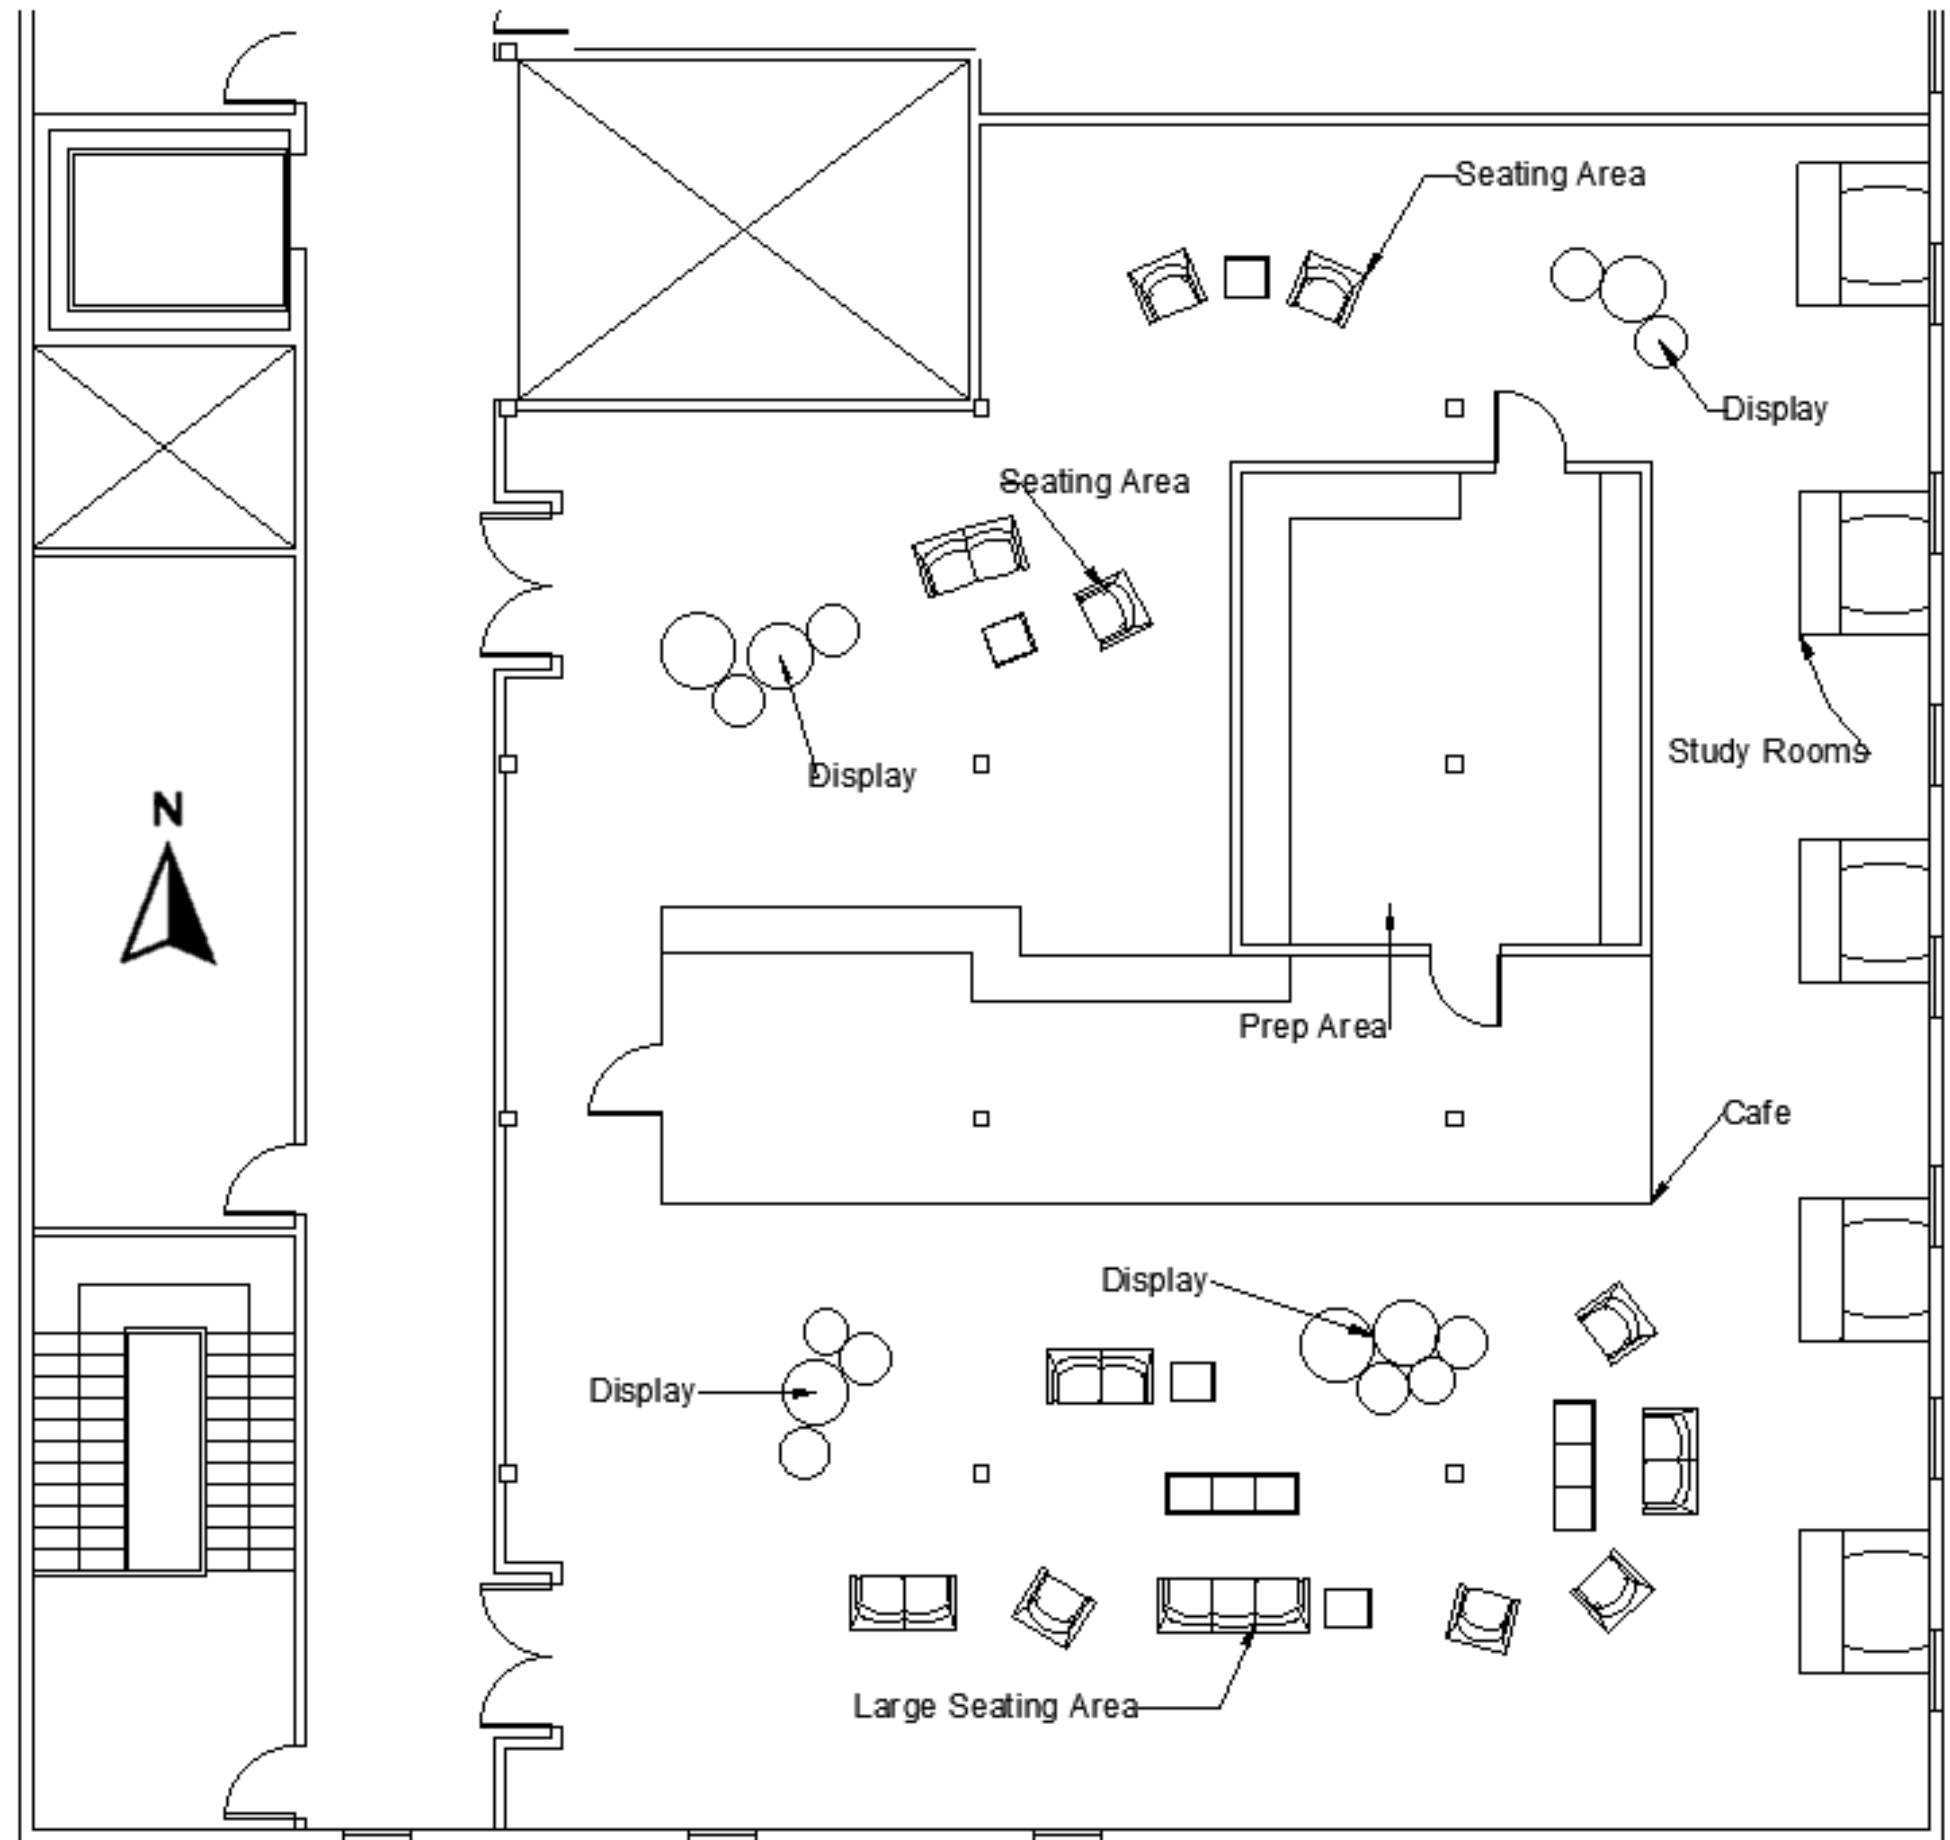 Seating Area
Display
Seating Area
Study Rooms
Display
N
Prep Area
Cafe
Display
Display
Large Seating Area